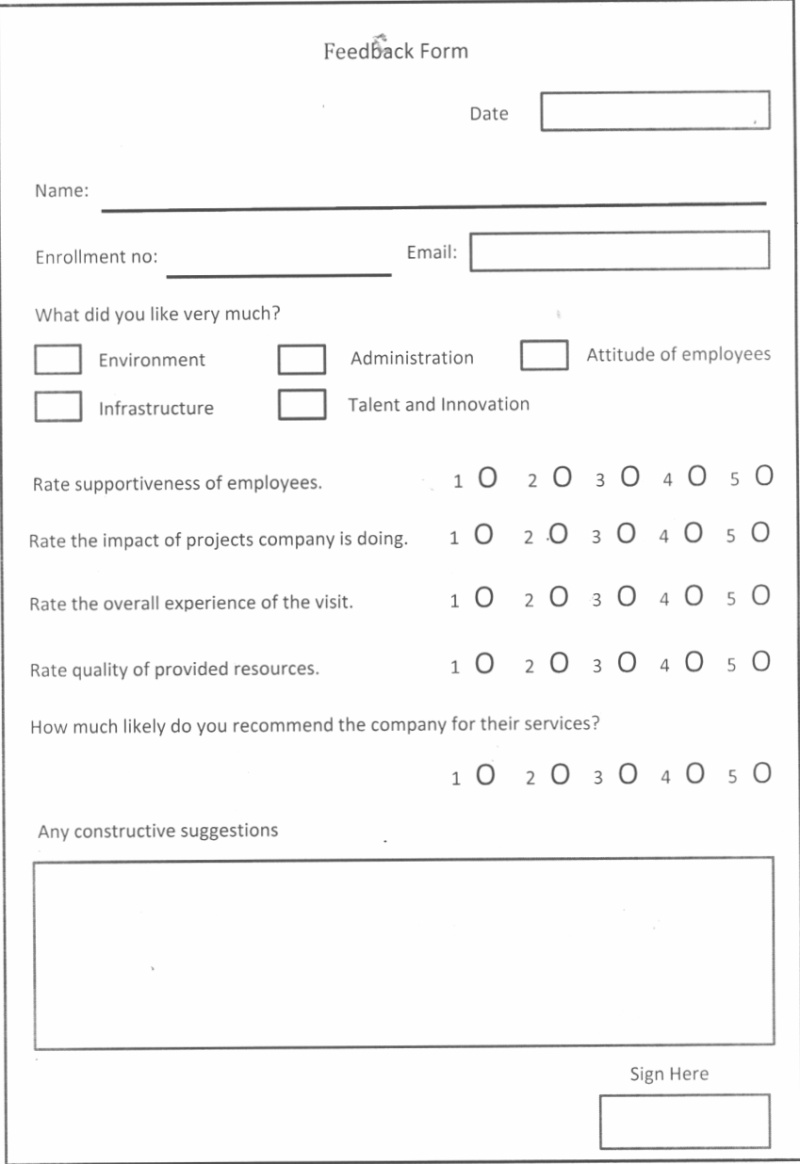 Feedback Form
Date
Name:
Enrollment no:
Email:
What did you like very much?
Environment Administration Attitude of employees
Infrastructure Talent and Innovation
Rate supportiveness of employees. 1 O 2 O 3 O 4 O 5 O
Rate the impact of projects company is doing. 1 O 2 O 3 O 4 O 5 O
Rate the overall experience of the visit. 1 O 2 O 3 O 4 O 5 O
Rate quality of provided resources. 1 O 2 O 3 O 4 O 5 O
How much likely do you recommend the company for their services?
1 O 2 O 3 O 4 O 5 O
Any constructive suggestions
Sign Here